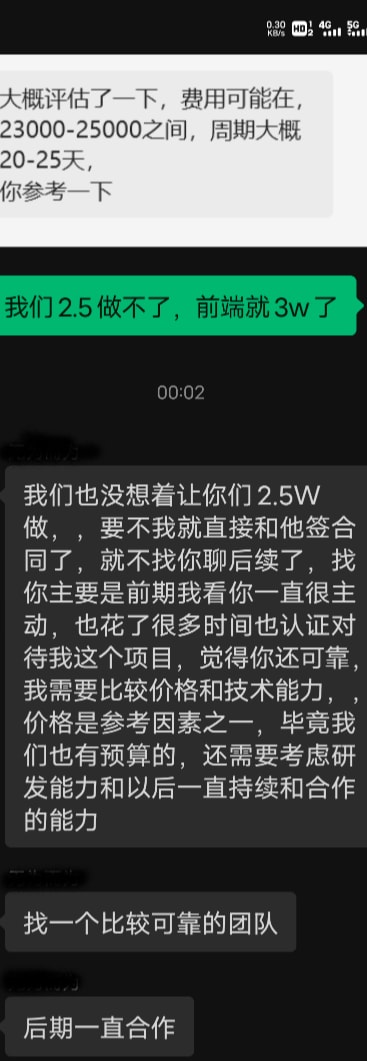 0.30
KB/s
HD 1
2
4G
5G
大概评估了一下，费用可能在，
23000-25000之间，周期大概
20-25天，
你参考一下
我们 2.5 做不了，前端就 3w 了
00:02
我们也没想着让你们 2.5W
做，，要不我就直接和他签合
同了，就不找你聊后续了，找
你主要是前期我看你一直很主
动，也花了很多时间也认证对
待我这个项目，觉得你还可靠，
我需要比较价格和技术能力，，
价格是参考因素之一，毕竟我
们也有预算的，还需要考虑研
发能力和以后一直持续和合作
的能力
找一个比较可靠的团队
后期一直合作